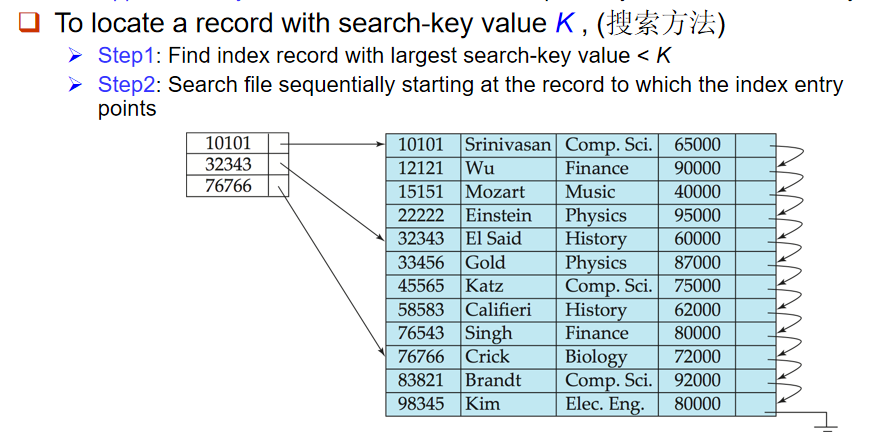 To locate a record with search-key value K , (搜索方法)
Step1: Find index record with largest search-key value < K
Step2: Search file sequentially starting at the record to which the index entry
points
10101
32343
76766
10101 Srinivasan Comp. Sci. 65000
12121 Wu Finance 90000
15151 Mozart Music 40000
22222 Einstein Physics 95000
32343 El Said History 60000
33456 Gold Physics 87000
45565 Katz Comp. Sci. 75000
58583 Califieri History 62000
76543 Singh Finance 80000
76766 Crick Biology 72000
83821 Brandt Comp. Sci. 92000
98345 Kim Elec. Eng. 80000